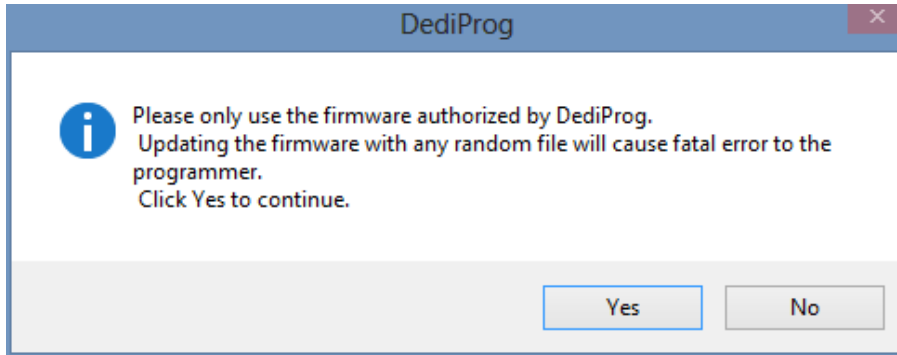 DediProg
Please only use the firmware authorized by DediProg.
Updating the firmware with any random file will cause fatal error to the
programmer.
Click Yes to continue.
Yes
No